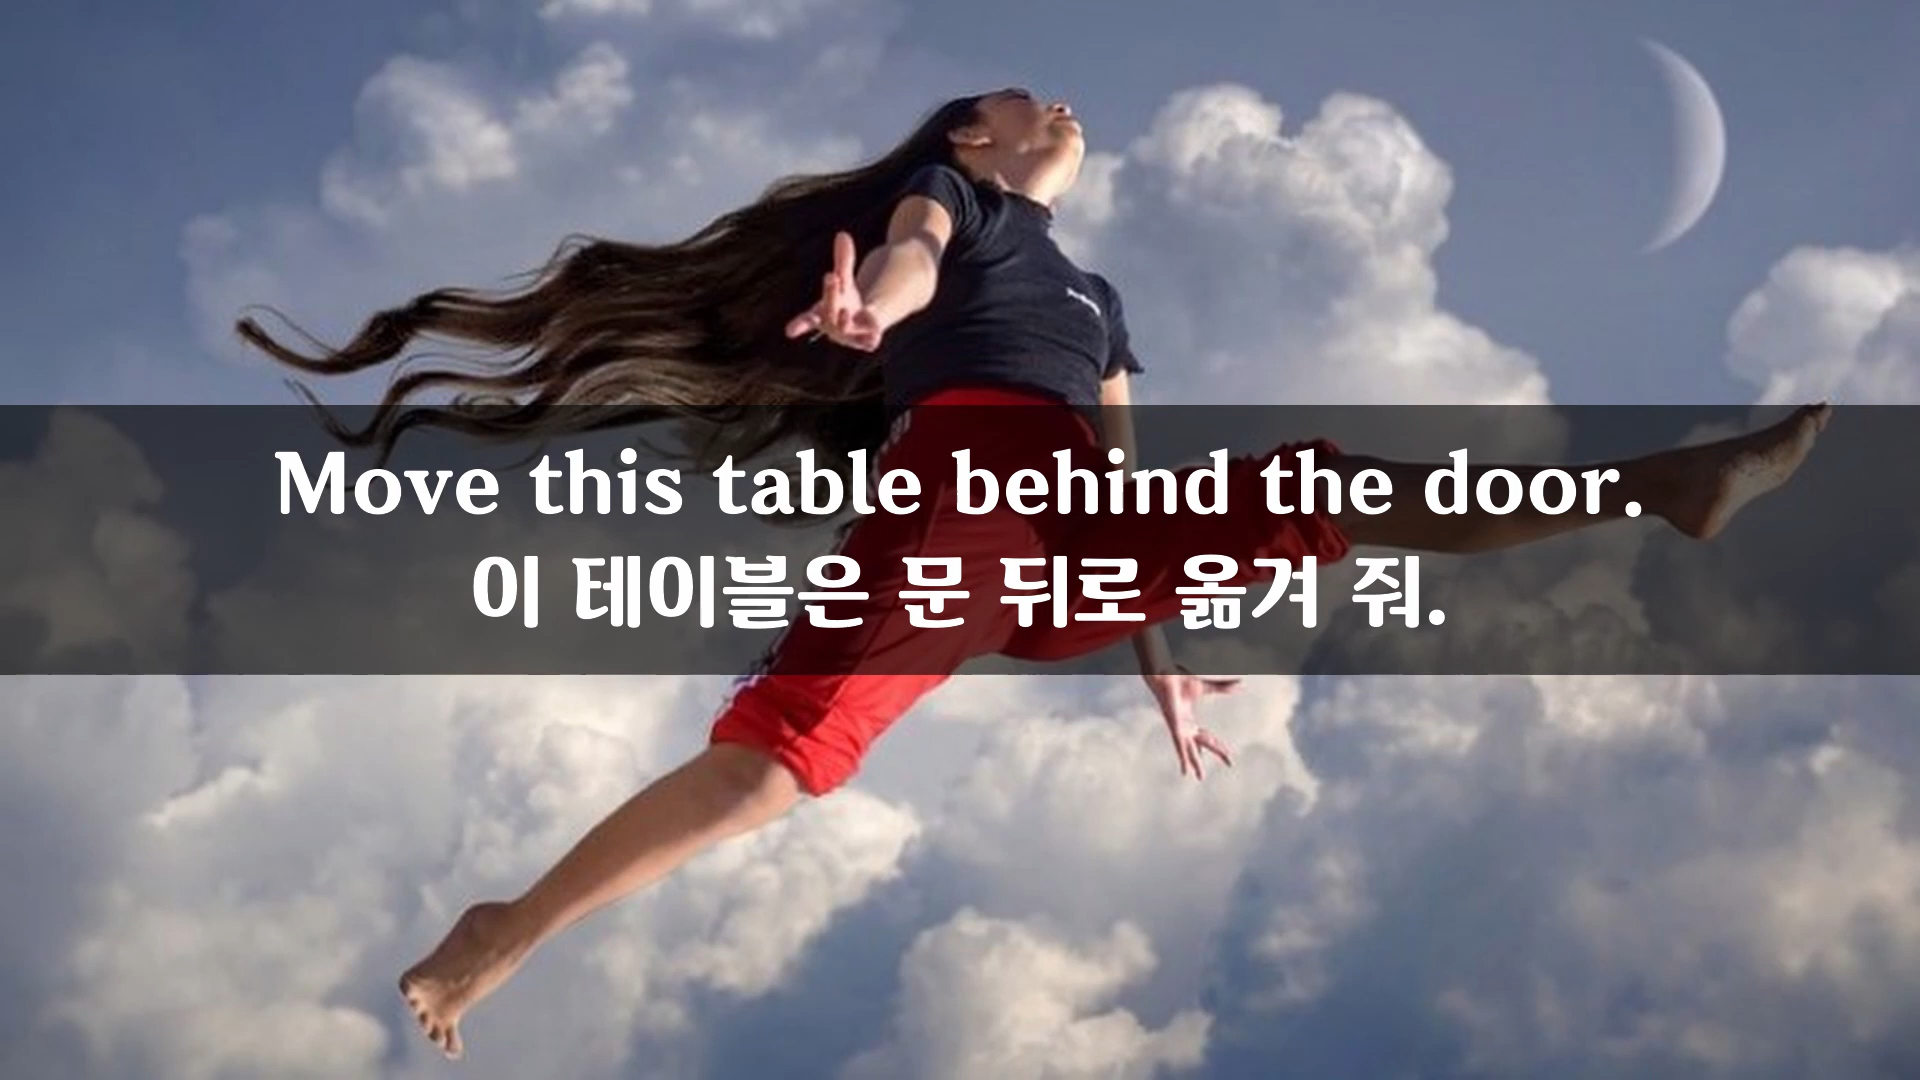 Move this table behind the door.
이 테이블은 문 뒤로 옮겨 줘.